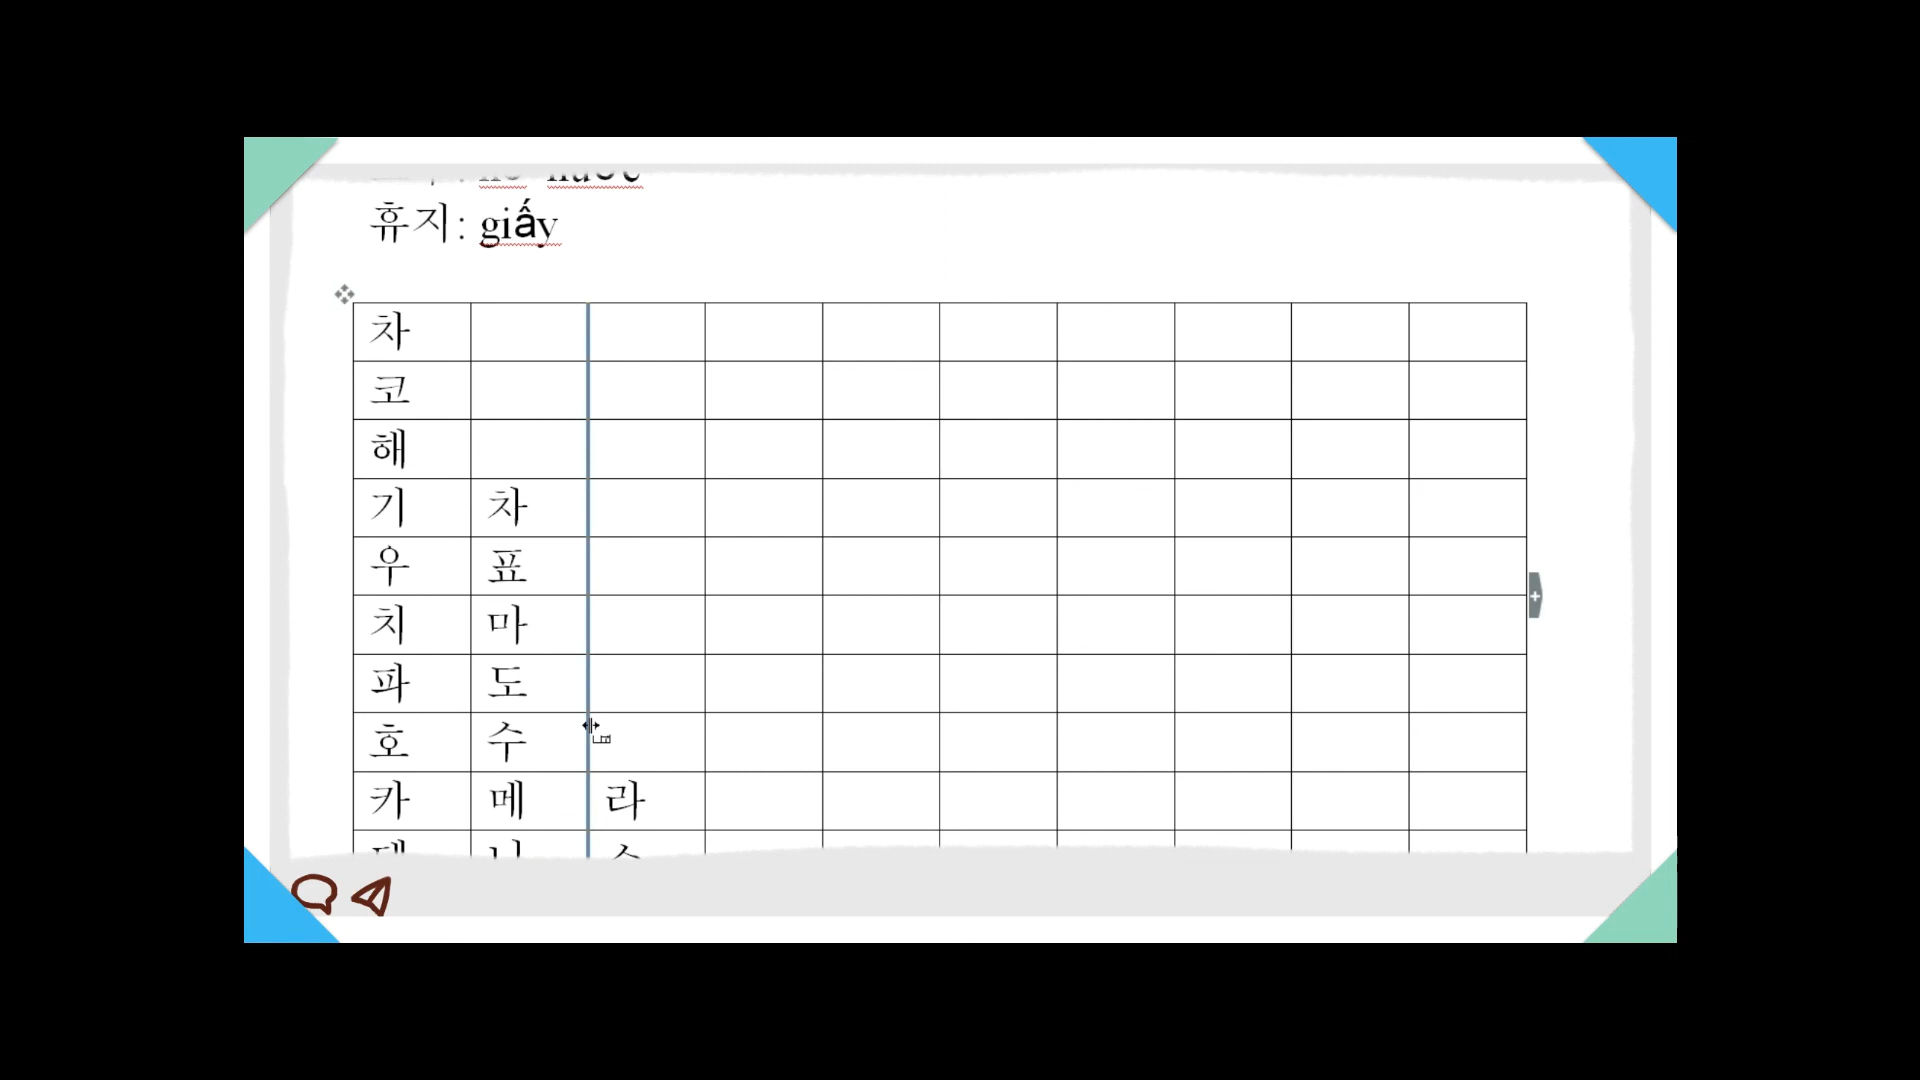 휴지: giấy
차
코
해
기 차
우 표
치 마
파 도
호 수
카 메 라